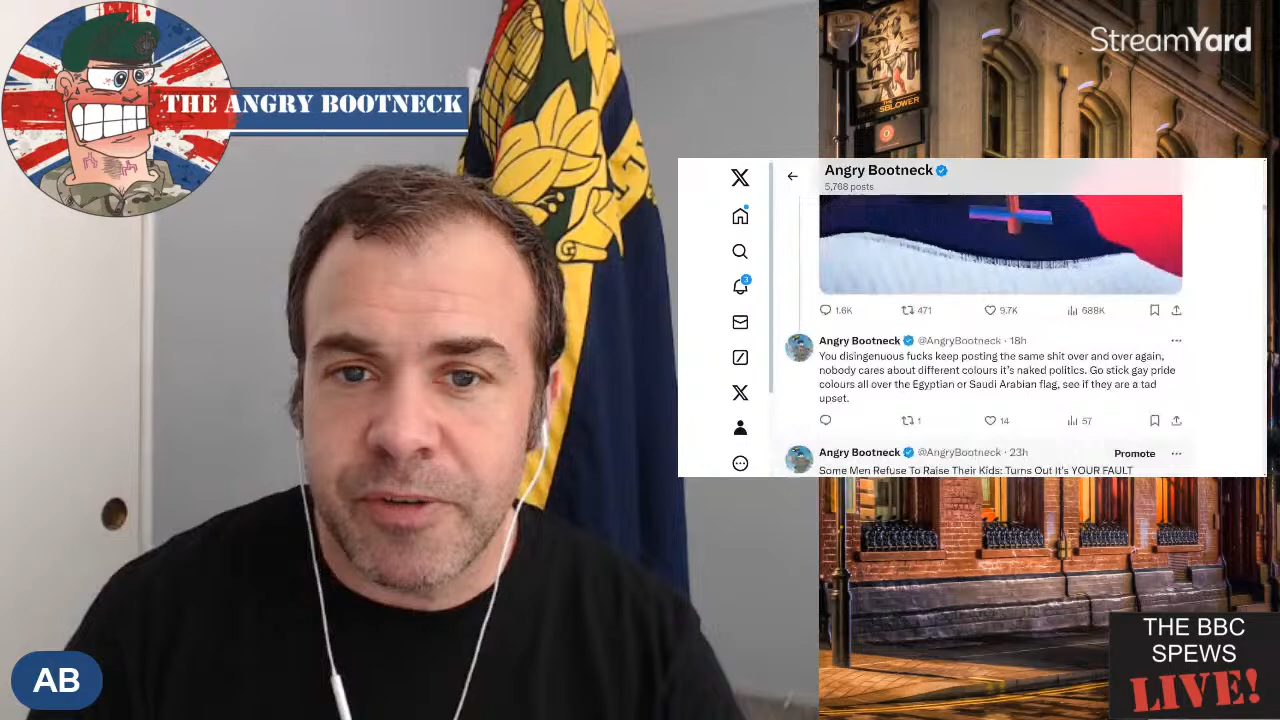 StreamYard
THE ANGRY BOOTNECK
THE
SBLOWER
Angry Bootneck
5,768 posts
1.6K 471 9.7K 688K
Angry Bootneck @AngryBootneck · 18h
You disingenuous fucks keep posting the same shit over and over again,
nobody cares about different colours it's naked politics. Go stick gay pride
colours all over the Egyptian or Saudi Arabian flag, see if they are a tad
upset.
1 14 57
Angry Bootneck @AngryBootneck · 23h Promote
Some Men Refuse To Raise Their Kids: Turns Out It's YOUR FAULT
3
AB
THE BBC
SPEWS
LIVE!